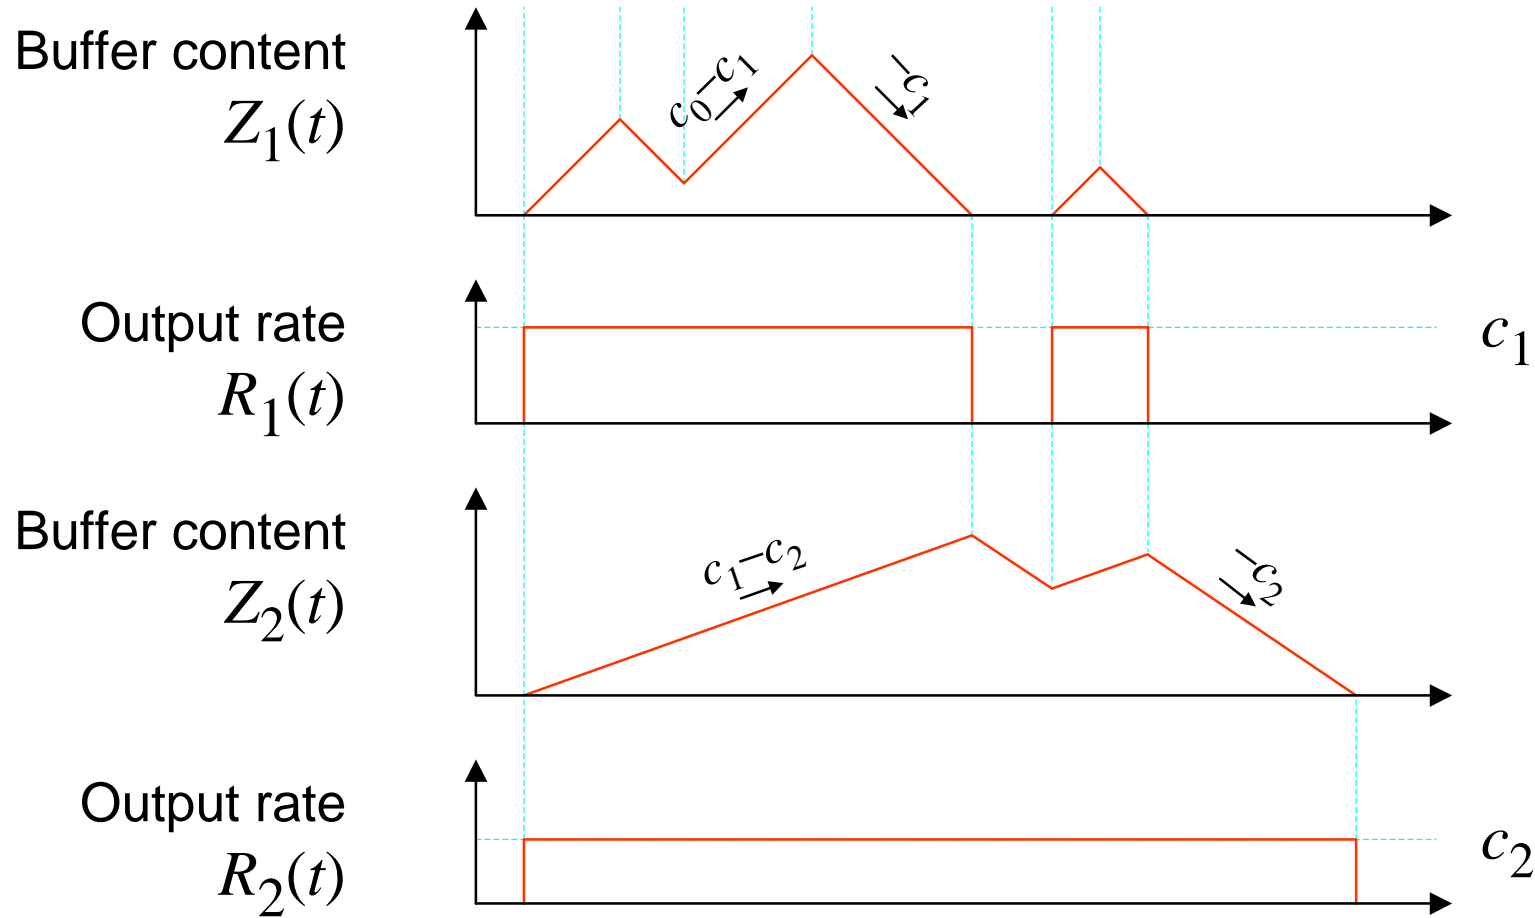 Buffer content
Z1(t)
c0–c1
–c1
Output rate
R1(t)
c1
Buffer content
Z2(t)
c1–c2
–c2
Output rate
R2(t)
c2